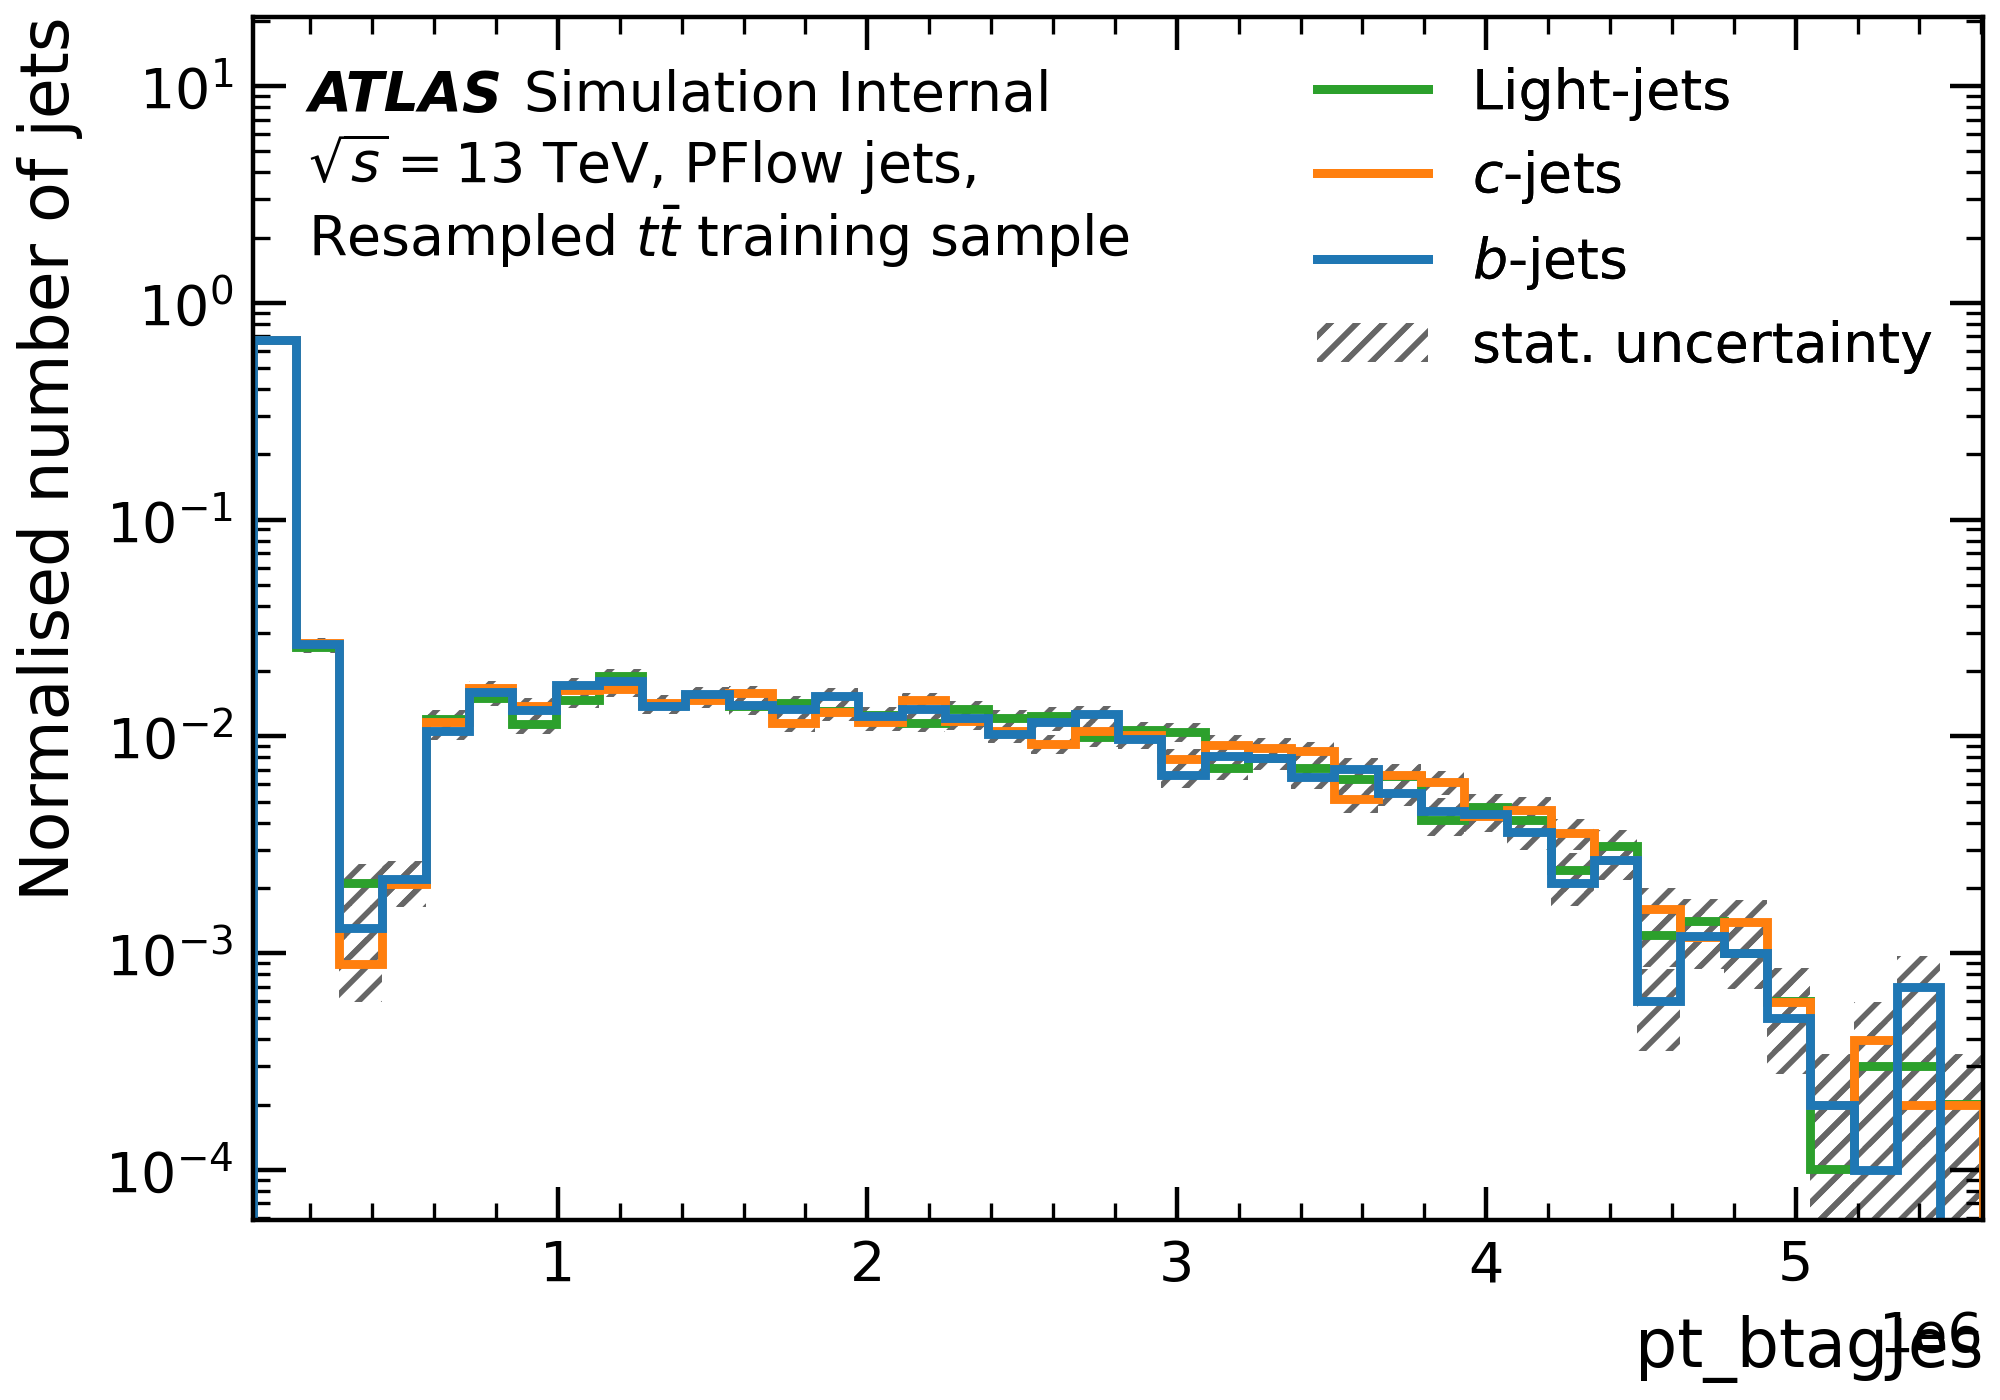 Normalised number of jets
10¹
10⁰
10⁻¹
10⁻²
10⁻³
10⁻⁴
ATLAS Simulation Internal
√s = 13 TeV, PFlow jets,
Resampled tt̄ training sample
Light-jets
c-jets
b-jets
stat. uncertainty
1 2 3 4 5
1e6
pt_btagJes